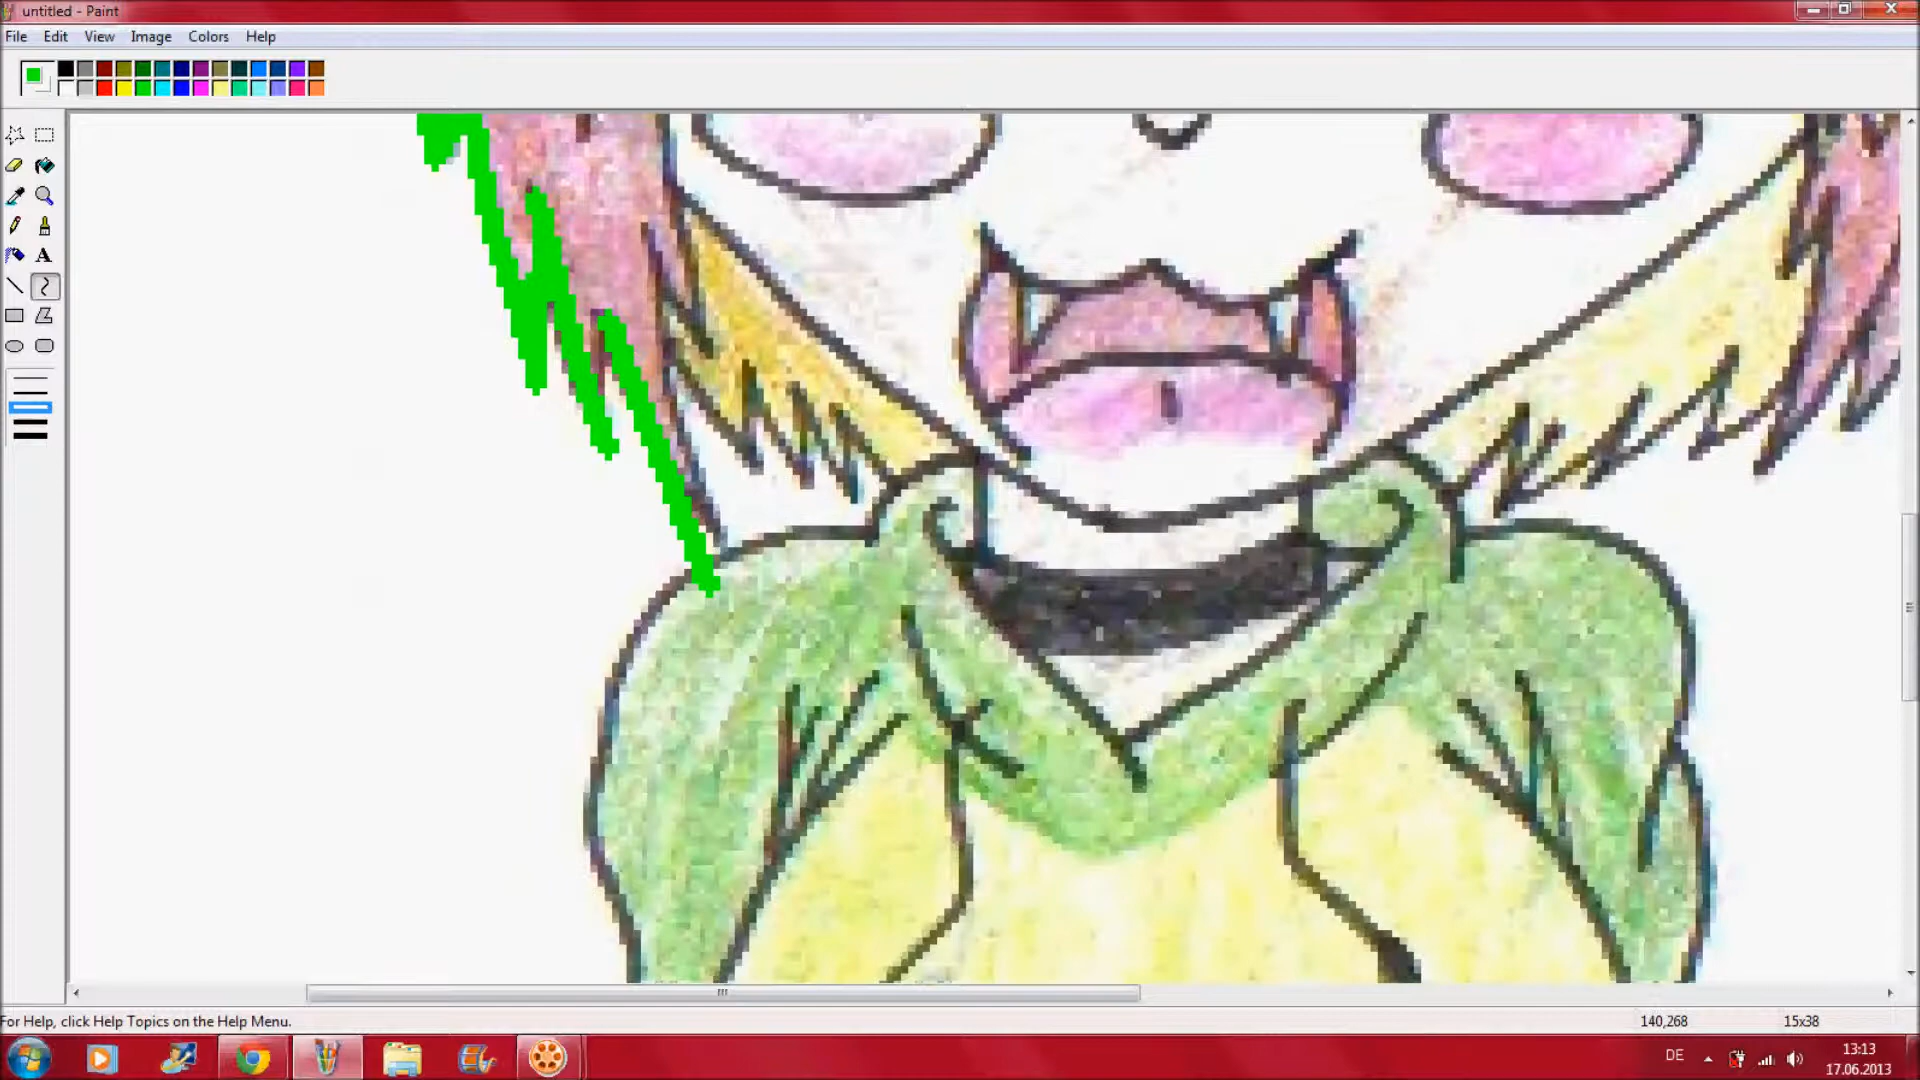 untitled - Paint
File Edit View Image Colors Help
A
For Help, click Help Topics on the Help Menu.
140,268
15x38
DE
13:13
17.06.2013